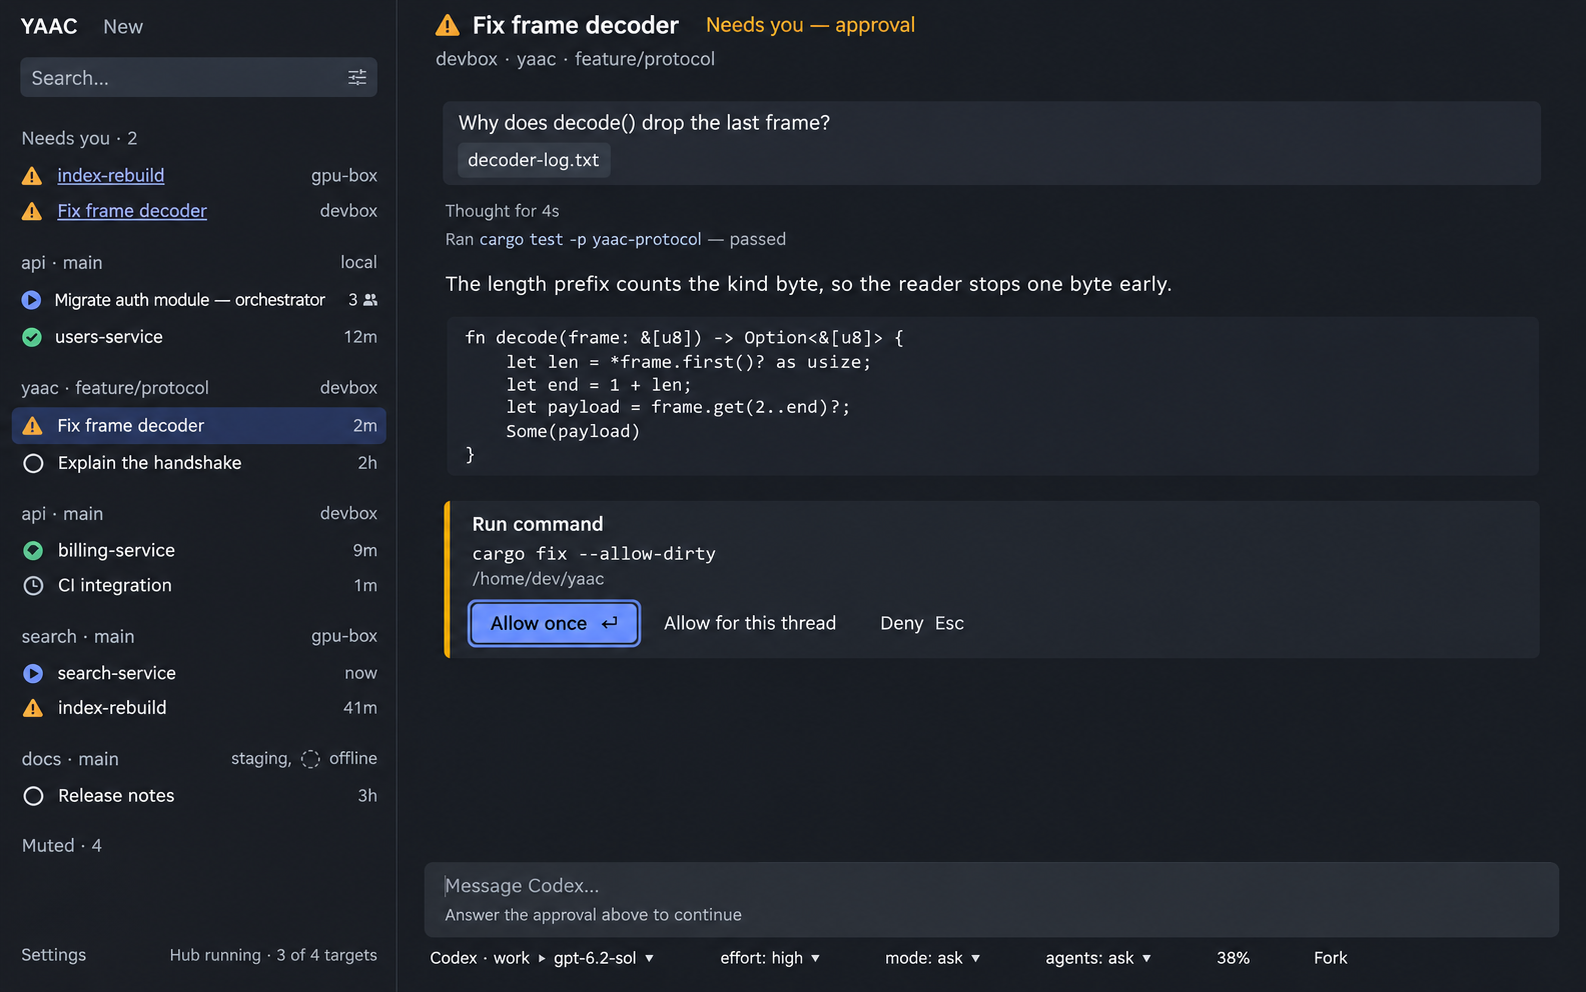 YAAC New
Search...
Needs you · 2
index-rebuild gpu-box
Fix frame decoder devbox
api · main local
Migrate auth module — orchestrator 3
users-service 12m
yaac · feature/protocol devbox
Fix frame decoder 2m
Explain the handshake 2h
api · main devbox
billing-service 9m
CI integration 1m
search · main gpu-box
search-service now
index-rebuild 41m
docs · main staging, offline
Release notes 3h
Muted · 4
Settings Hub running · 3 of 4 targets
Fix frame decoder Needs you — approval
devbox · yaac · feature/protocol
Why does decode() drop the last frame?
decoder-log.txt
Thought for 4s
Ran cargo test -p yaac-protocol — passed
The length prefix counts the kind byte, so the reader stops one byte early.
fn decode(frame: &[u8]) -> Option<&[u8]> {
    let len = *frame.first()? as usize;
    let end = 1 + len;
    let payload = frame.get(2..end)?;
    Some(payload)
}
Run command
cargo fix --allow-dirty
/home/dev/yaac
Allow once ↵ Allow for this thread Deny Esc
Message Codex...
Answer the approval above to continue
Codex · work ▸ gpt-6.2-sol ▾ effort: high ▾ mode: ask ▾ agents: ask ▾ 38% Fork